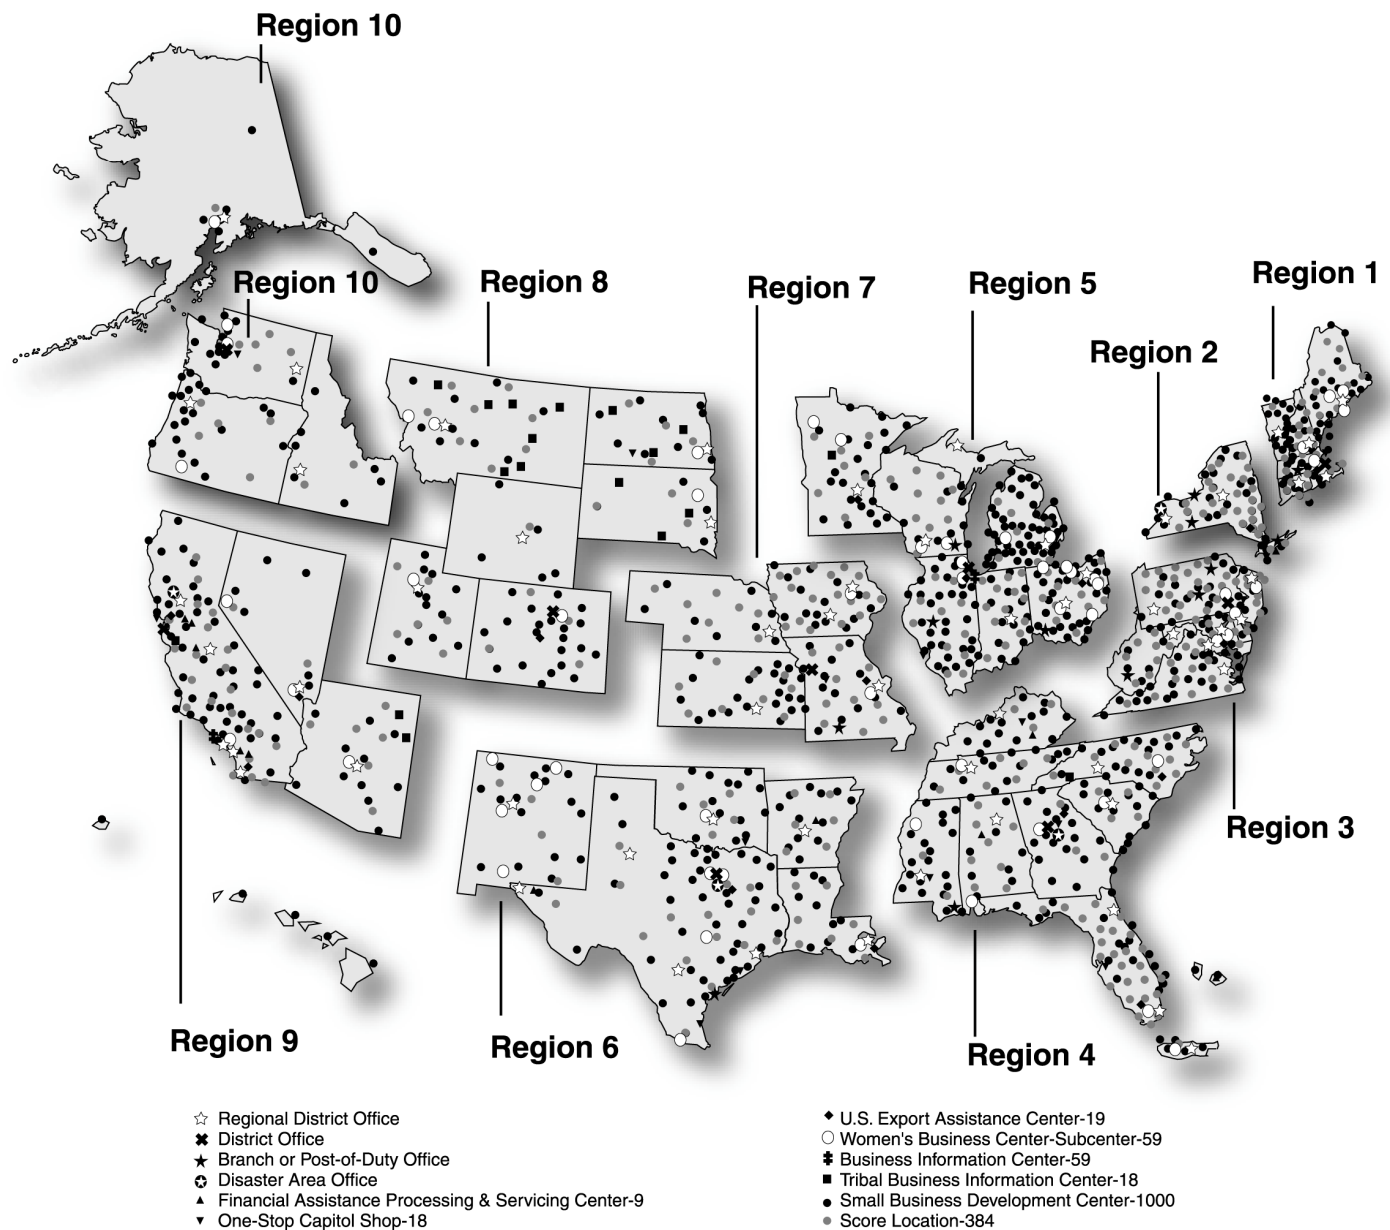 Region 10
Region 10
Region 8
Region 7
Region 5
Region 1
Region 2
Region 3
Region 9
Region 6
Region 4
Regional District Office
District Office
Branch or Post-of-Duty Office
Disaster Area Office
Financial Assistance Processing & Servicing Center-9
One-Stop Capitol Shop-18
U.S. Export Assistance Center-19
Women's Business Center-Subcenter-59
Business Information Center-59
Tribal Business Information Center-18
Small Business Development Center-1000
Score Location-384